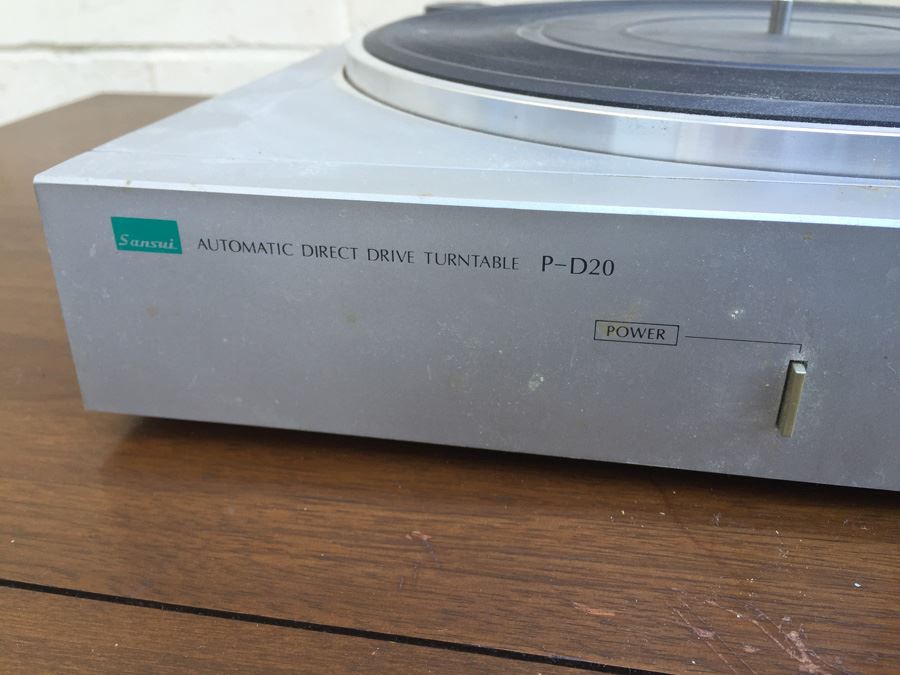 Sansui AUTOMATIC DIRECT DRIVE TURNTABLE P-D20
POWER